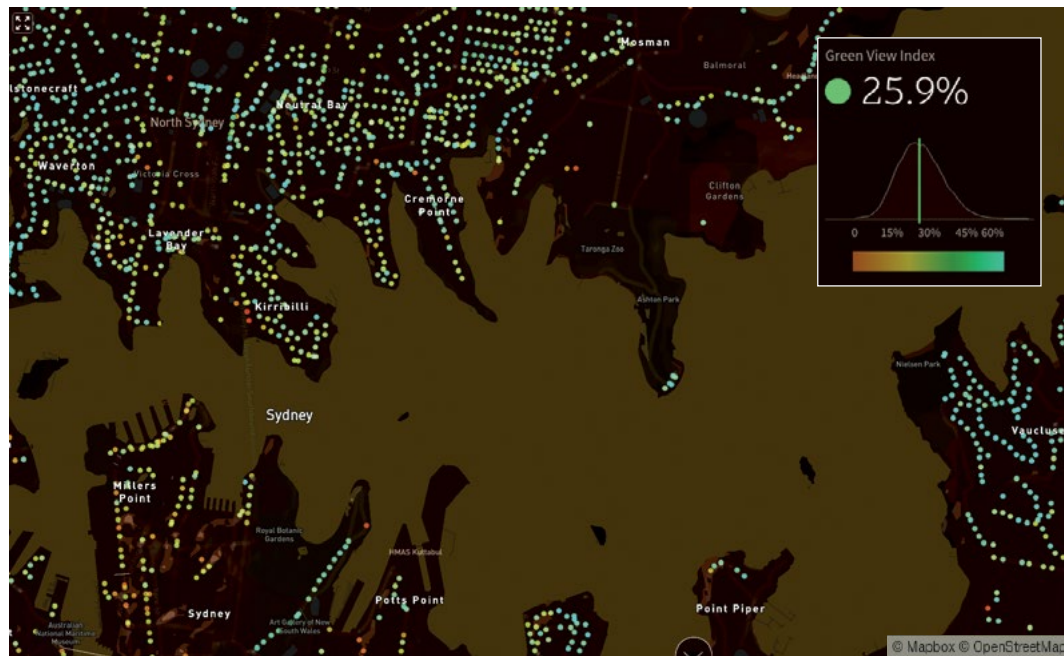 Mosman
Green View Index
25.9%
Balmoral
lstonecraft
Neutral Bay
North Sydney
0 15% 30% 45% 60%
Waverton
Victoria Cross
Cremorne
Point
Clifton
Gardens
Lavender
Bay
Taronga Zoo
Ashton Park
Kirribilli
Nielsen Park
Sydney
Vaucluse
Millers
Point
Royal Botanic
Gardens
HMAS Kuttabul
Potts Point
Point Piper
Sydney
Art Gallery of New
South Wales
Australian
National Maritime
Museum
© Mapbox © OpenStreetMap